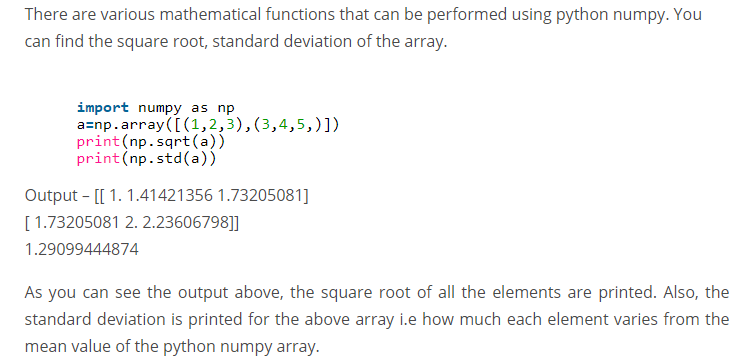 There are various mathematical functions that can be performed using python numpy. You
can find the square root, standard deviation of the array.
import numpy as np
a=np.array([(1,2,3),(3,4,5,)])
print(np.sqrt(a))
print(np.std(a))
Output – [[ 1. 1.41421356 1.73205081]
[ 1.73205081 2. 2.23606798]]
1.29099444874
As you can see the output above, the square root of all the elements are printed. Also, the
standard deviation is printed for the above array i.e how much each element varies from the
mean value of the python numpy array.